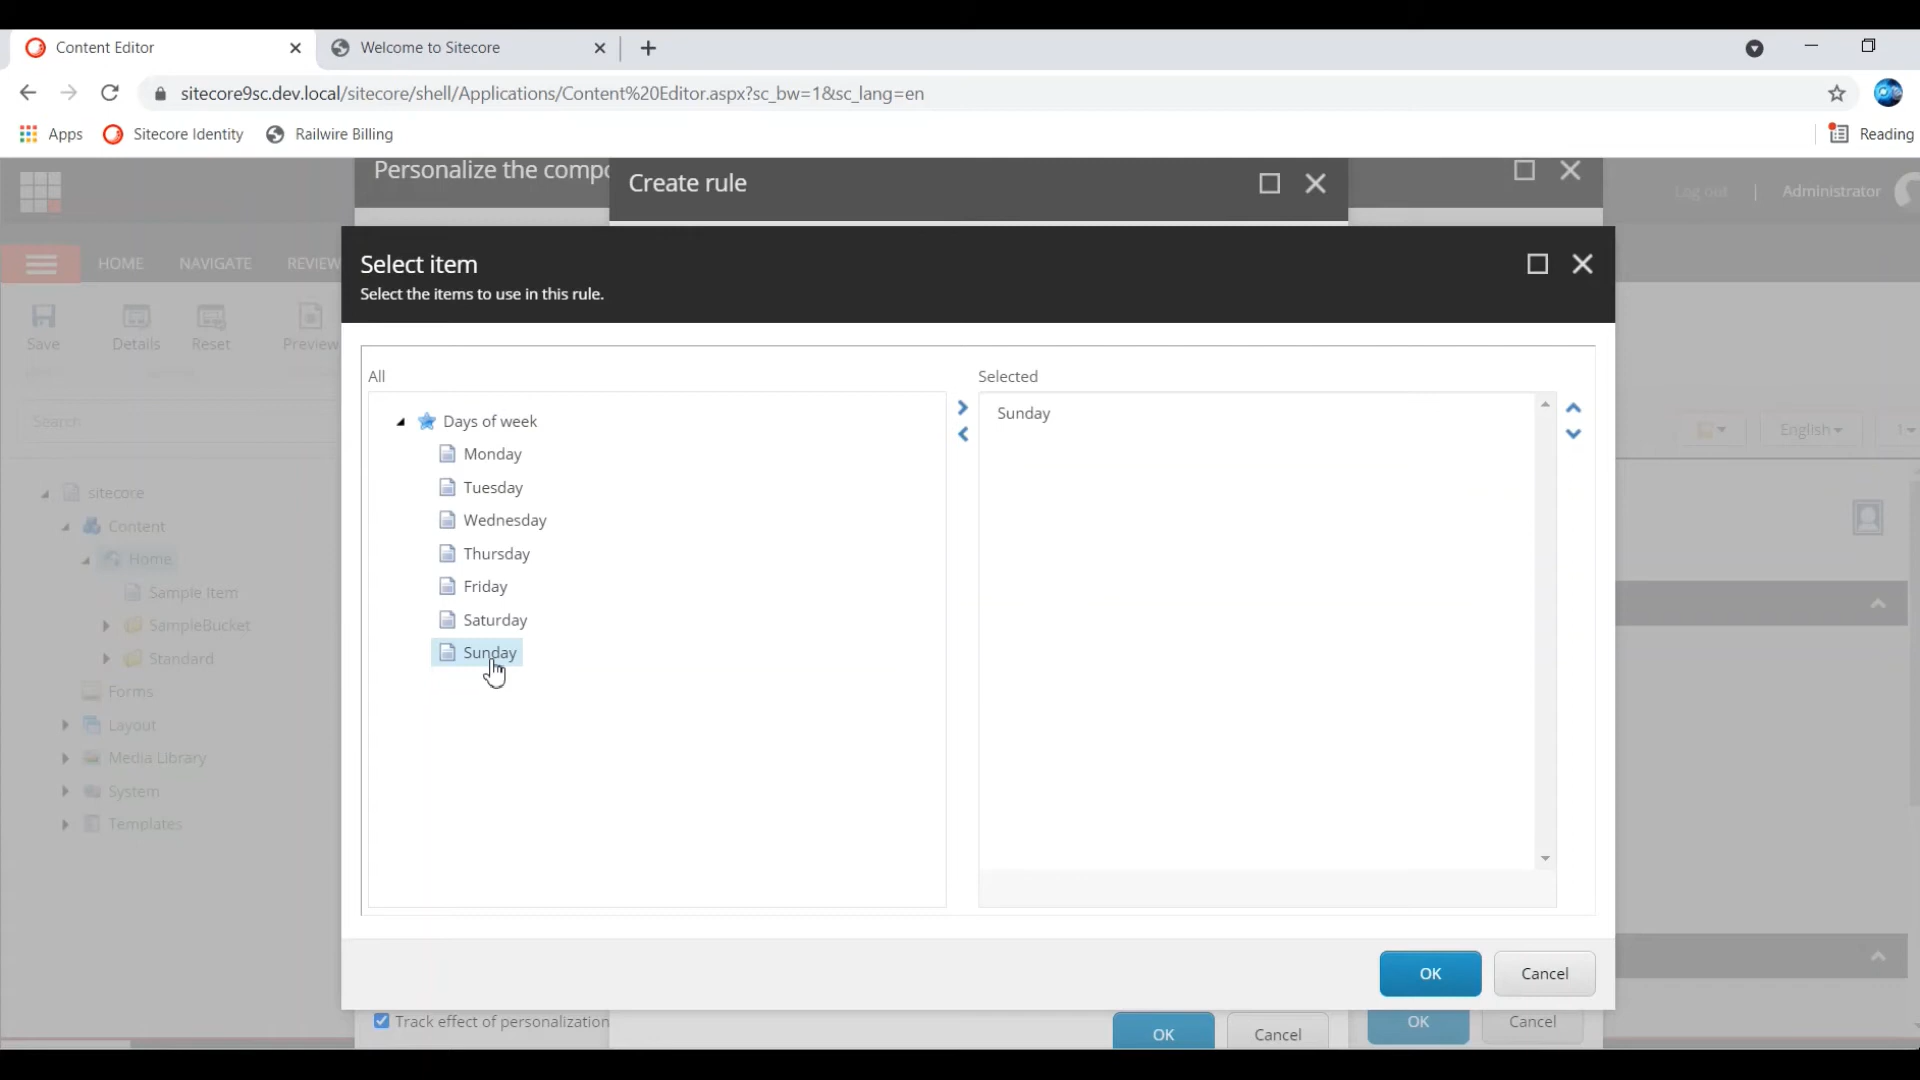 Content Editor
Welcome to Sitecore
sitecore9sc.dev.local/sitecore/shell/Applications/Content%20Editor.aspx?sc_bw=1&sc_lang=en
Apps
Sitecore Identity
Railwire Billing
Reading
Personalize the compo
Create rule
Log out
|
Administrator
HOME
NAVIGATE
REVIEW
Select item
Select the items to use in this rule.
Save
Details
Reset
Preview
All
Selected
Search
Days of week
Sunday
English
1
Monday
Tuesday
Wednesday
Thursday
Friday
Saturday
Sunday
sitecore
Content
Home
Sample Item
SampleBucket
Standard
Forms
Layout
Media Library
System
Templates
OK
Cancel
Track effect of personalization
OK
Cancel
OK
Cancel